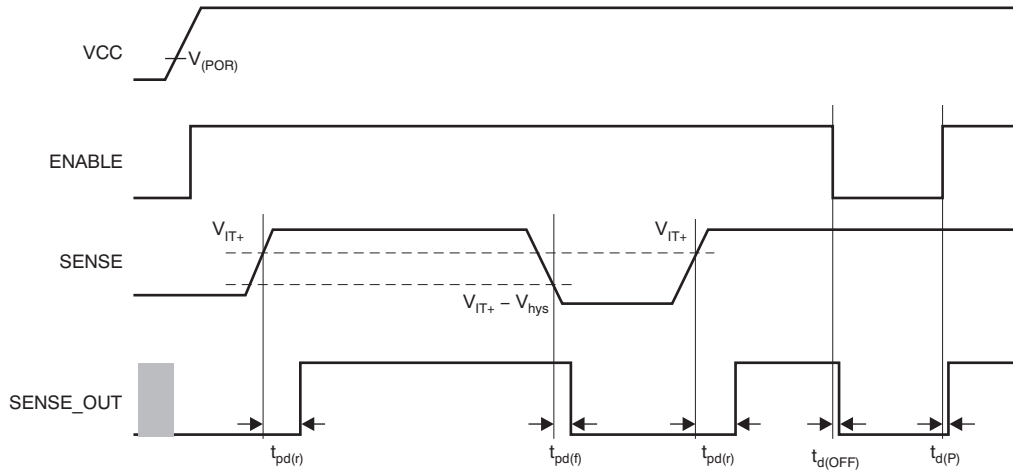 VCC
V(POR)
ENABLE
VIT+
VIT+
SENSE
VIT+ – Vhys
SENSE_OUT
tpd(r)
tpd(f)
tpd(r)
td(OFF)
td(P)